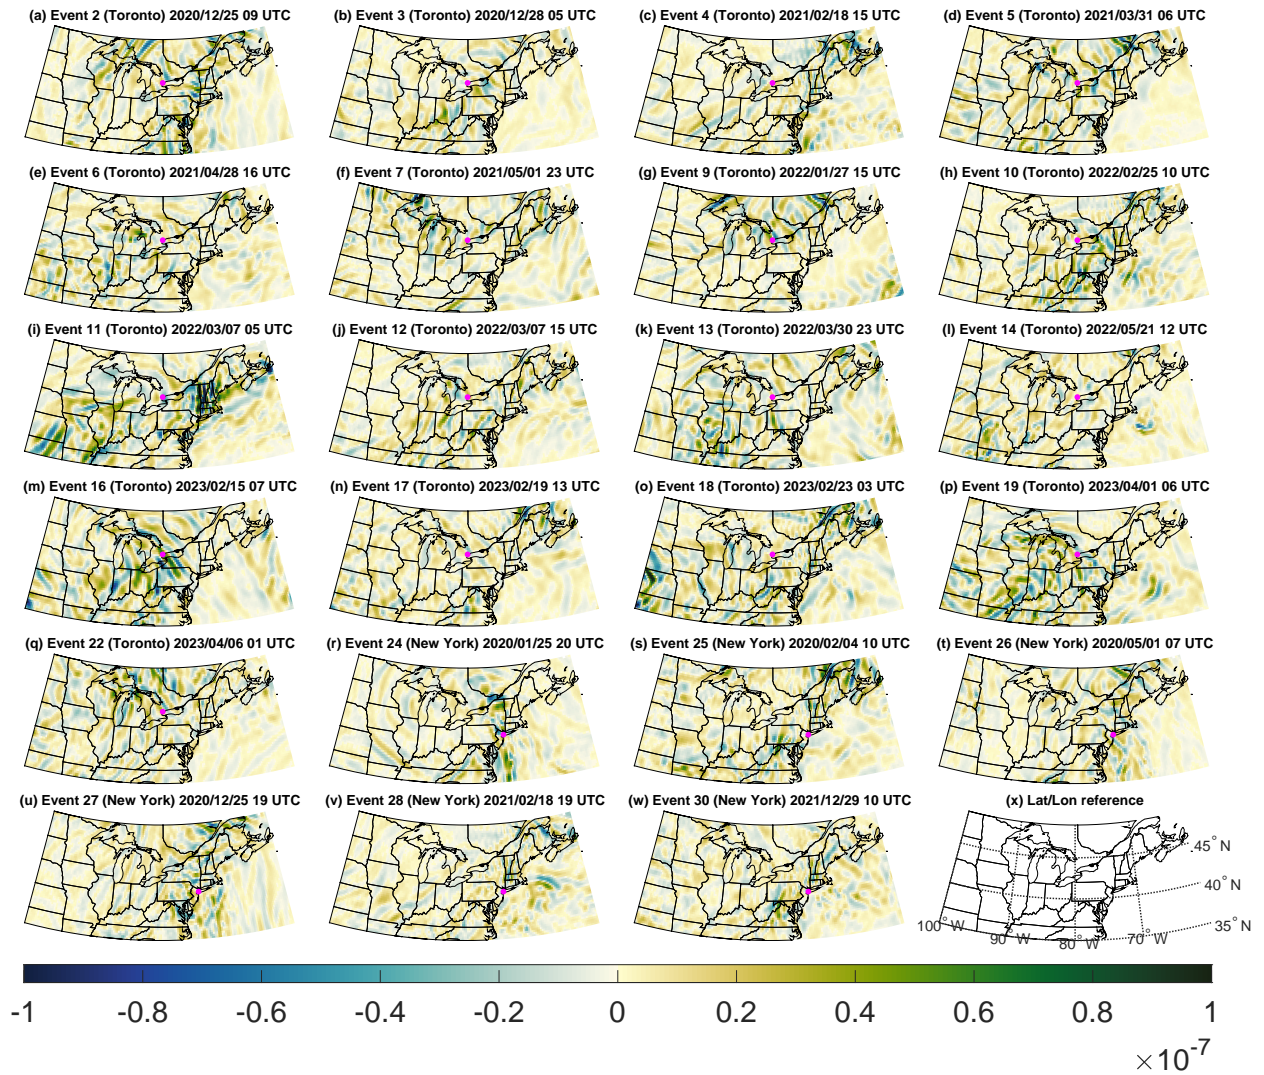 (a) Event 2 (Toronto) 2020/12/25 09 UTC
(b) Event 3 (Toronto) 2020/12/28 05 UTC
(c) Event 4 (Toronto) 2021/02/18 15 UTC
(d) Event 5 (Toronto) 2021/03/31 06 UTC
(e) Event 6 (Toronto) 2021/04/28 16 UTC
(f) Event 7 (Toronto) 2021/05/01 23 UTC
(g) Event 9 (Toronto) 2022/01/27 15 UTC
(h) Event 10 (Toronto) 2022/02/25 10 UTC
(i) Event 11 (Toronto) 2022/03/07 05 UTC
(j) Event 12 (Toronto) 2022/03/07 15 UTC
(k) Event 13 (Toronto) 2022/03/30 23 UTC
(l) Event 14 (Toronto) 2022/05/21 12 UTC
(m) Event 16 (Toronto) 2023/02/15 07 UTC
(n) Event 17 (Toronto) 2023/02/19 13 UTC
(o) Event 18 (Toronto) 2023/02/23 03 UTC
(p) Event 19 (Toronto) 2023/04/01 06 UTC
(q) Event 22 (Toronto) 2023/04/06 01 UTC
(r) Event 24 (New York) 2020/01/25 20 UTC
(s) Event 25 (New York) 2020/02/04 10 UTC
(t) Event 26 (New York) 2020/05/01 07 UTC
(u) Event 27 (New York) 2020/12/25 19 UTC
(v) Event 28 (New York) 2021/02/18 19 UTC
(w) Event 30 (New York) 2021/12/29 10 UTC
(x) Lat/Lon reference
45° N
40° N
35° N
100° W
90° W
80° W
70° W
-1 -0.8 -0.6 -0.4 -0.2 0 0.2 0.4 0.6 0.8 1
×10⁻⁷